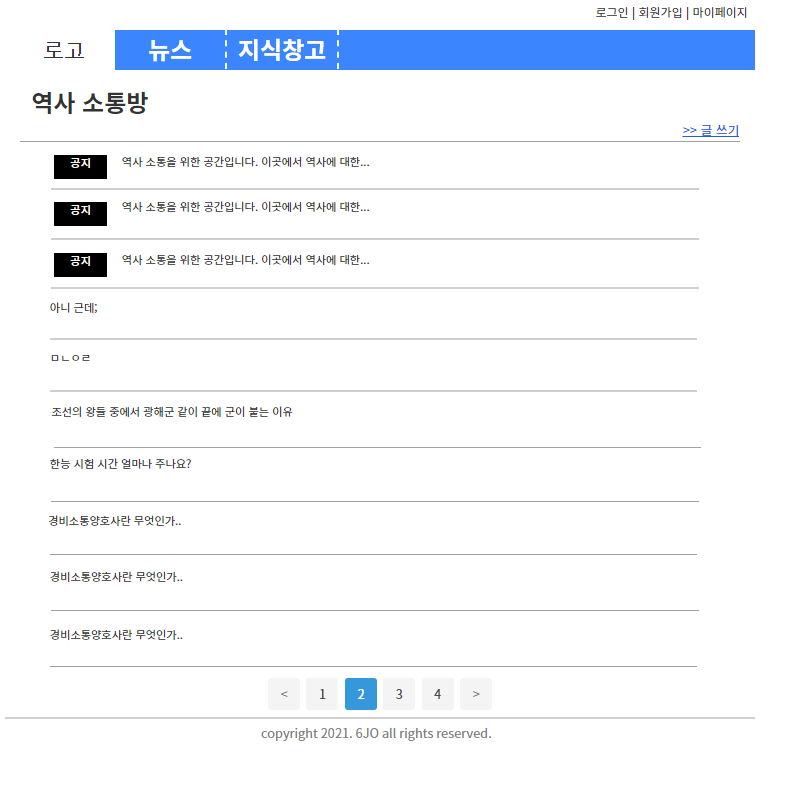 로그인 | 회원가입 | 마이페이지
로고 뉴스 지식창고
역사 소통방
>> 글 쓰기
공지 역사 소통을 위한 공간입니다. 이곳에서 역사에 대한...
공지 역사 소통을 위한 공간입니다. 이곳에서 역사에 대한...
공지 역사 소통을 위한 공간입니다. 이곳에서 역사에 대한...
아니 근데;
ㅁㄴㅇㄹ
조선의 왕들 중에서 광해군 같이 끝에 군이 붙는 이유
한능 시험 시간 얼마나 주나요?
경비소통양호사란 무엇인가..
경비소통양호사란 무엇인가..
경비소통양호사란 무엇인가..
< 1 2 3 4 >
copyright 2021. 6JO all rights reserved.